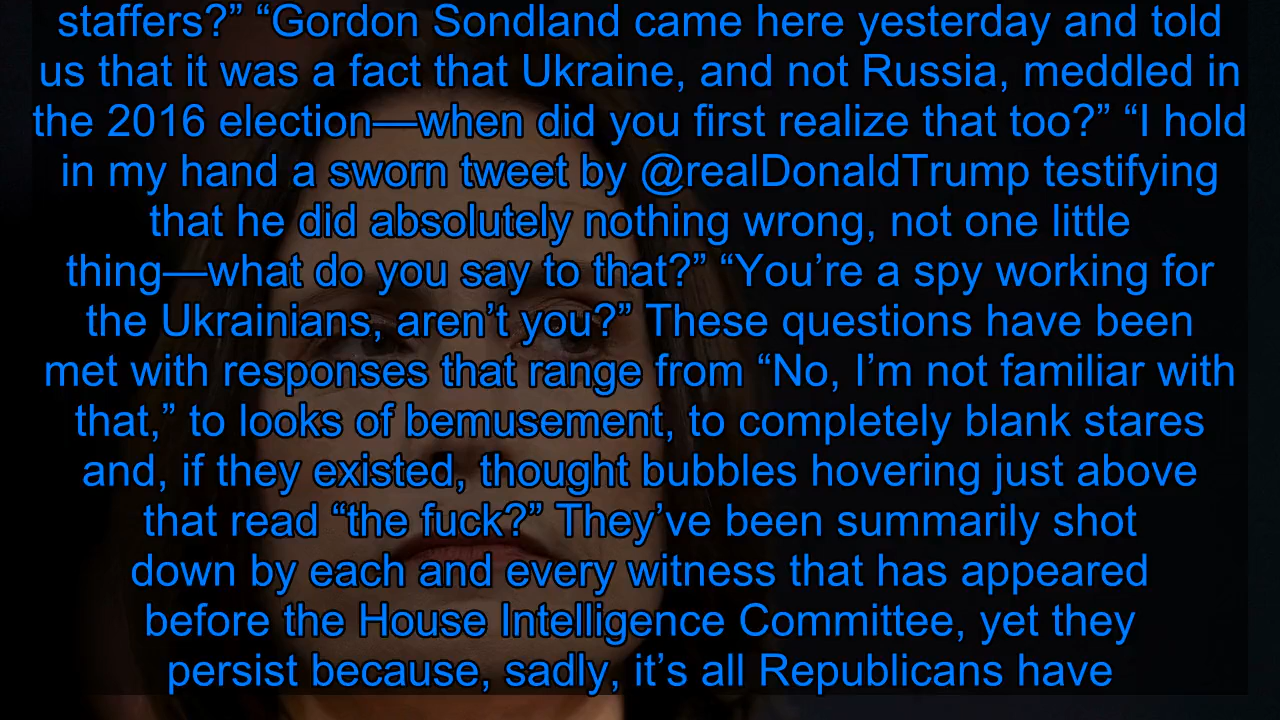 staffers?” “Gordon Sondland came here yesterday and told
us that it was a fact that Ukraine, and not Russia, meddled in
the 2016 election—when did you first realize that too?” “I hold
in my hand a sworn tweet by @realDonaldTrump testifying
that he did absolutely nothing wrong, not one little
thing—what do you say to that?” “You’re a spy working for
the Ukrainians, aren’t you?” These questions have been
met with responses that range from “No, I’m not familiar with
that,” to looks of bemusement, to completely blank stares
and, if they existed, thought bubbles hovering just above
that read “the fuck?” They’ve been summarily shot
down by each and every witness that has appeared
before the House Intelligence Committee, yet they
persist because, sadly, it’s all Republicans have